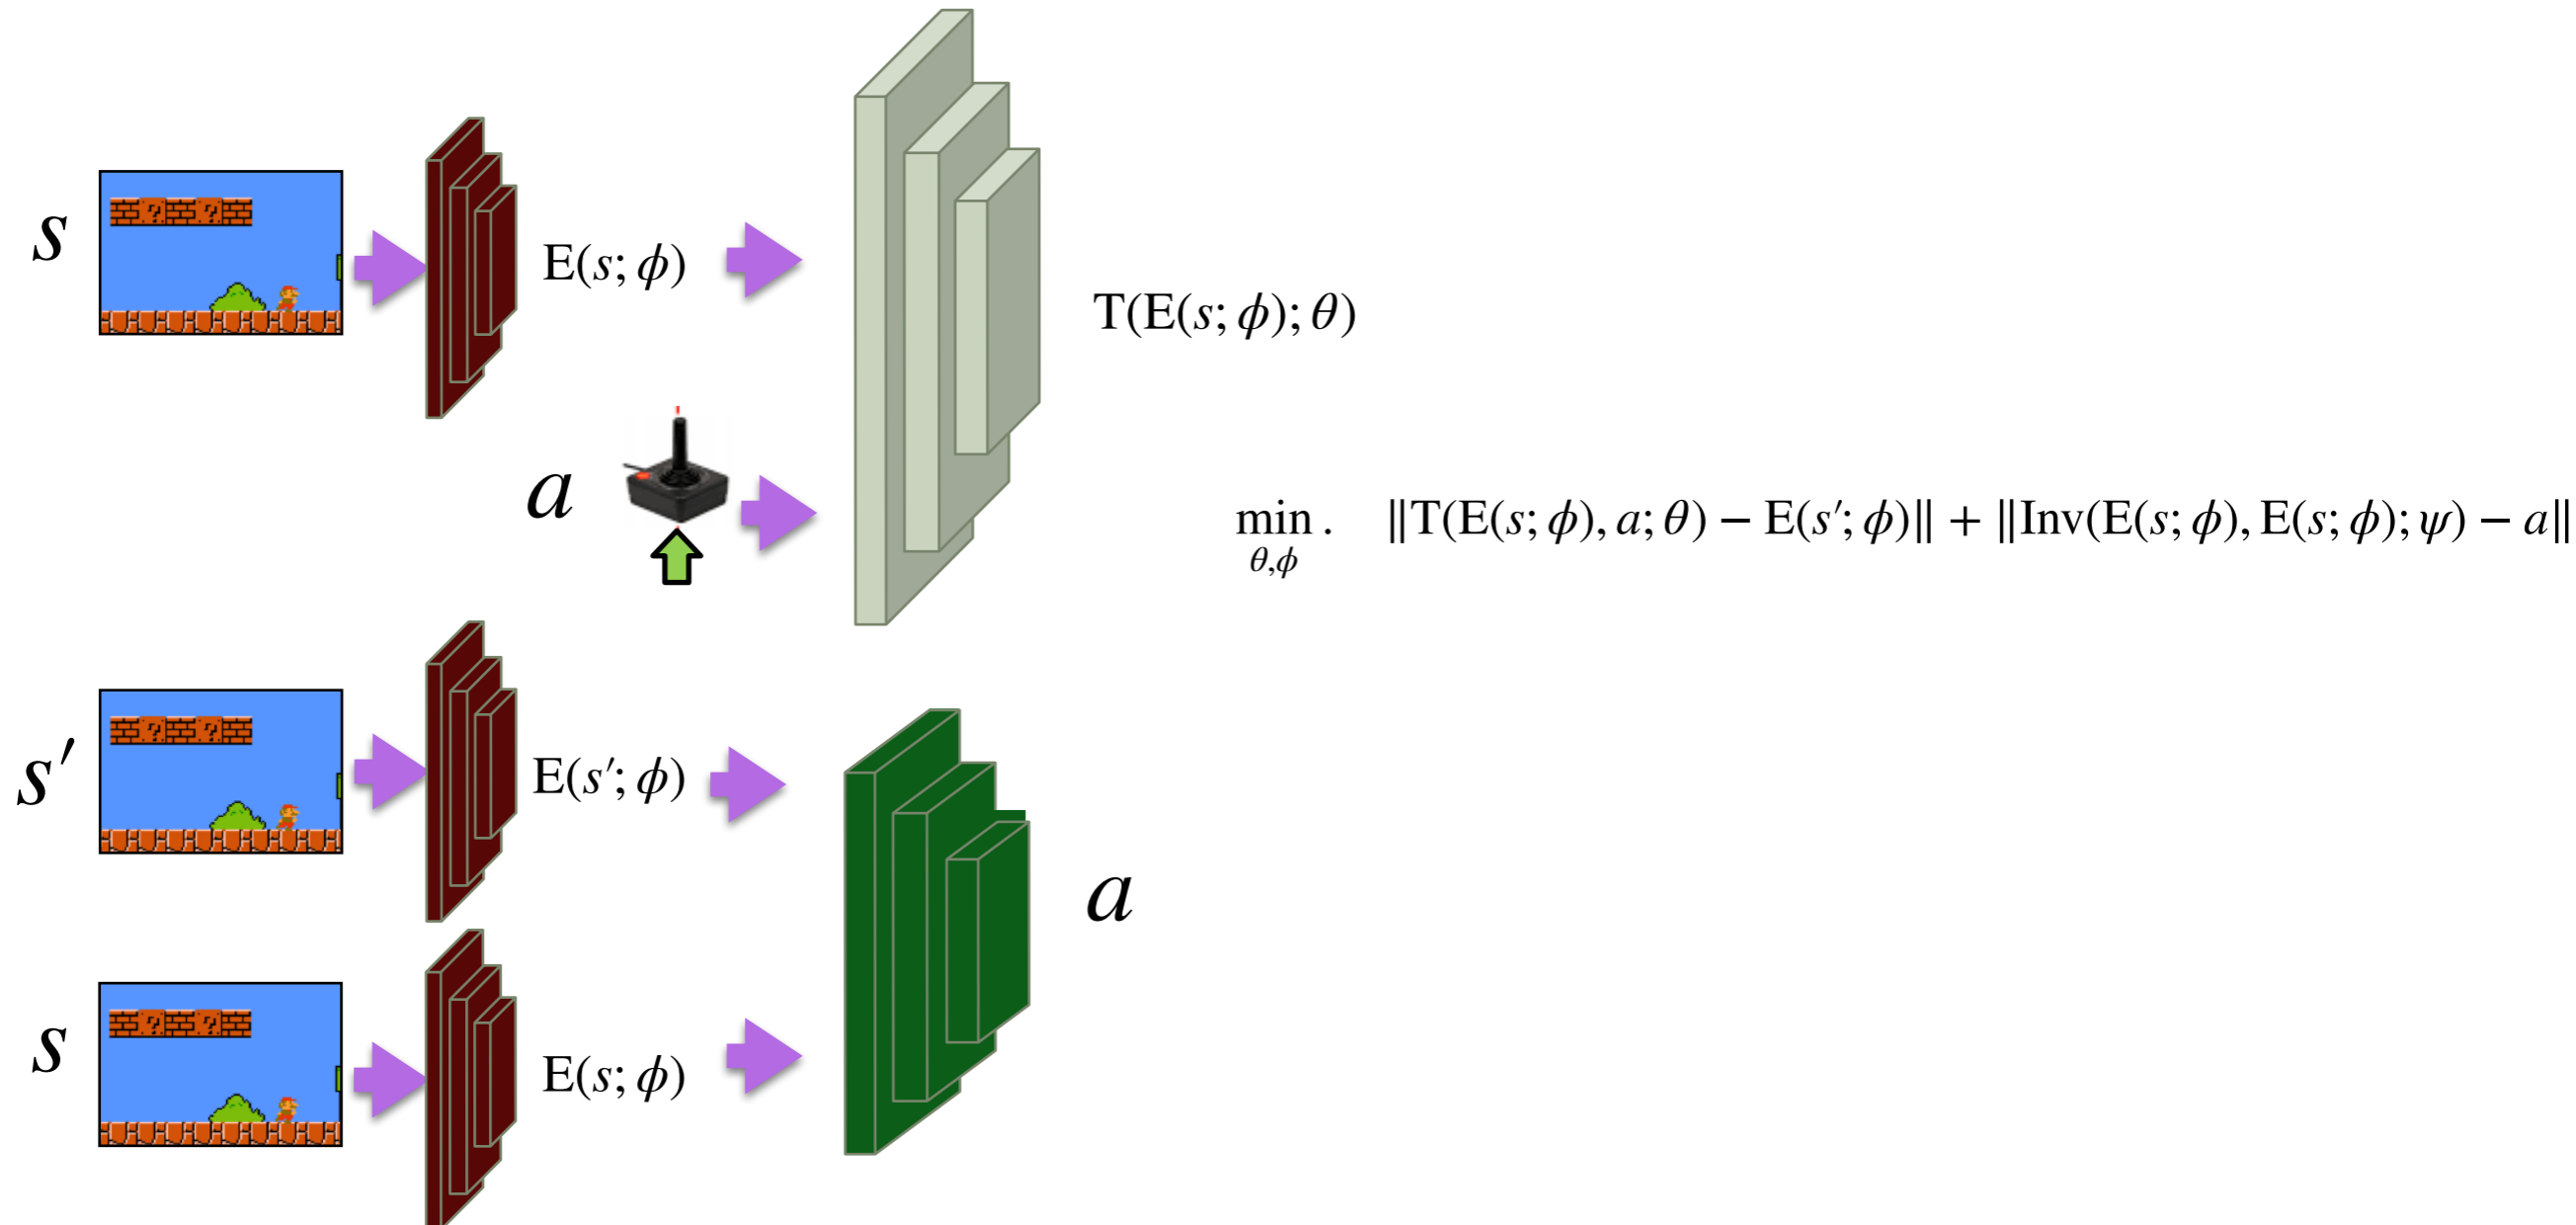 s
E(s; ϕ)
T(E(s; ϕ); θ)
a
min . ‖T(E(s; ϕ), a; θ) − E(s′; ϕ)‖ + ‖Inv(E(s; ϕ), E(s; ϕ); ψ) − a‖
θ,ϕ
s′
E(s′; ϕ)
a
s
E(s; ϕ)